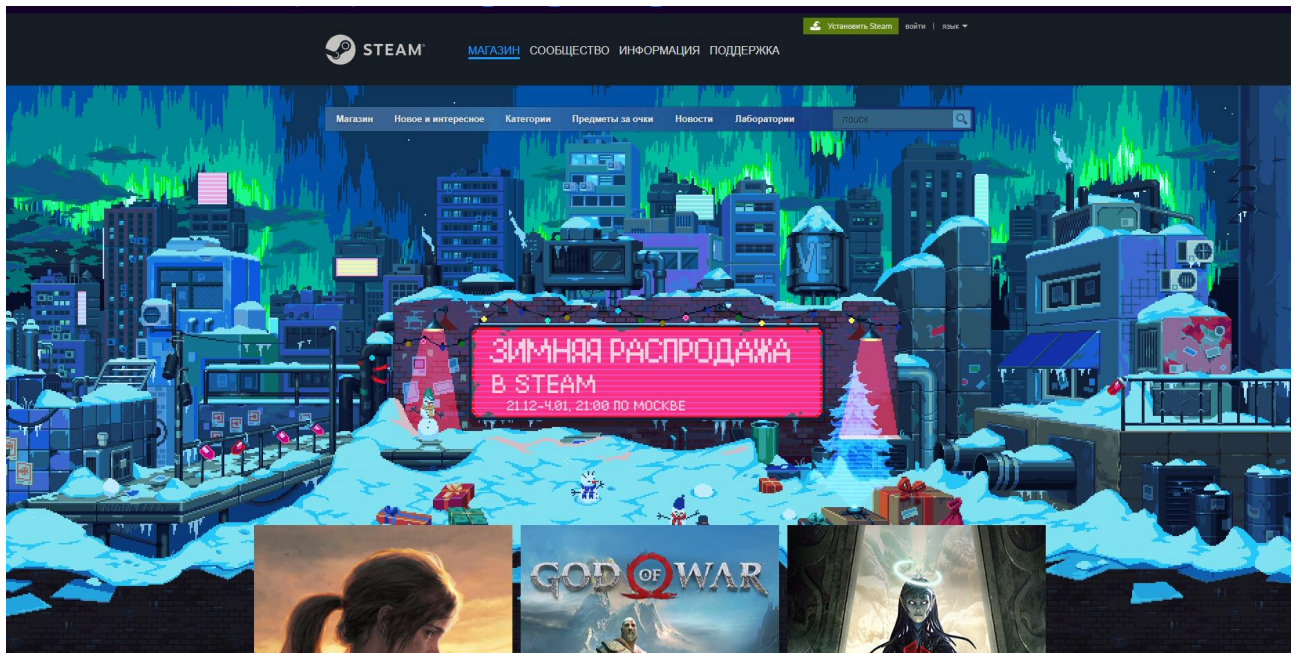 Установить Steam войти | язык
STEAM® МАГАЗИН СООБЩЕСТВО ИНФОРМАЦИЯ ПОДДЕРЖКА
Магазин Новое и интересное Категории Предметы за очки Новости Лаборатории поиск
VE
ЗИМНЯЯ РАСПРОДАЖА
В STEAM
21.12-4.01, 21:00 ПО МОСКВЕ
GOD OF WAR